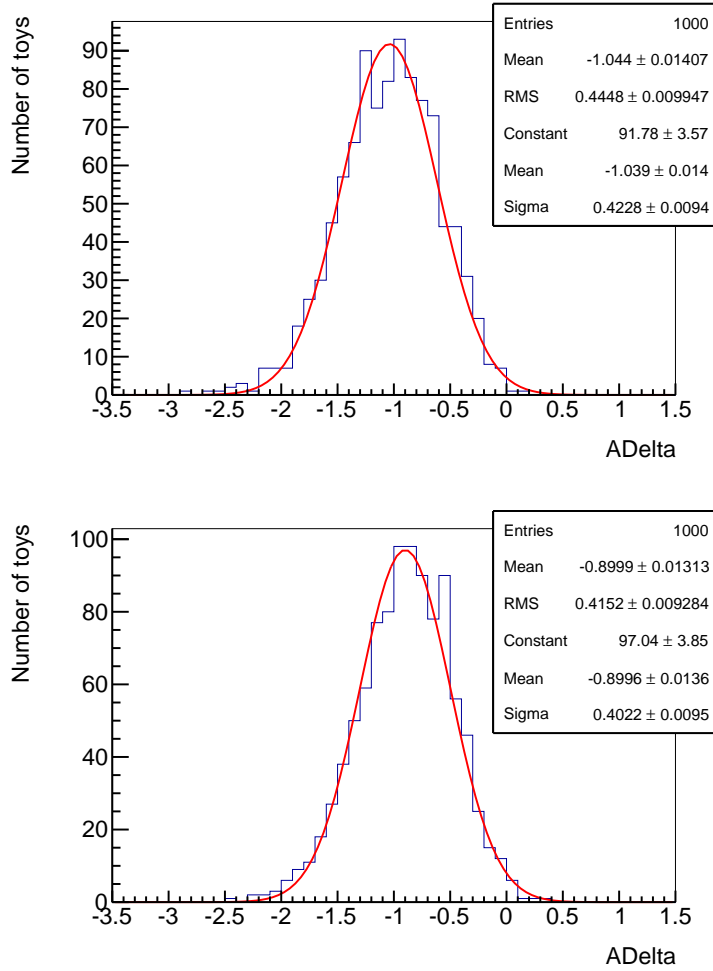 Number of toys
90
80
70
60
50
40
30
20
10
0
-3.5 -3 -2.5 -2 -1.5 -1 -0.5 0 0.5 1 1.5
ADelta
Entries 1000
Mean -1.044 ± 0.01407
RMS 0.4448 ± 0.009947
Constant 91.78 ± 3.57
Mean -1.039 ± 0.014
Sigma 0.4228 ± 0.0094
Number of toys
100
80
60
40
20
0
-3.5 -3 -2.5 -2 -1.5 -1 -0.5 0 0.5 1 1.5
ADelta
Entries 1000
Mean -0.8999 ± 0.01313
RMS 0.4152 ± 0.009284
Constant 97.04 ± 3.85
Mean -0.8996 ± 0.0136
Sigma 0.4022 ± 0.0095